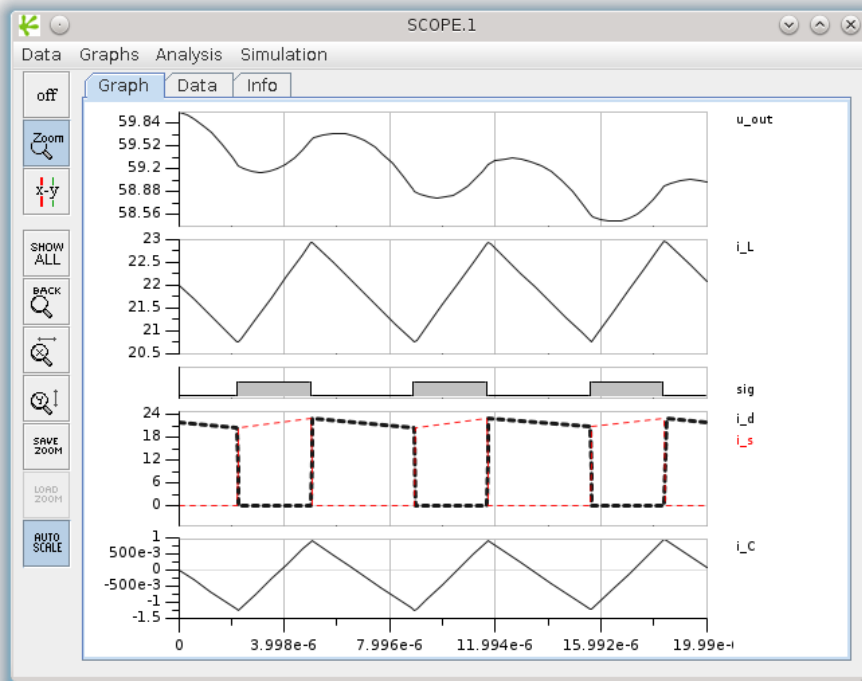 SCOPE.1
Data Graphs Analysis Simulation
Graph Data Info
off
Zoom
x-y
SHOW
ALL
BACK
X
Y
SAVE
ZOOM
LOAD
ZOOM
AUTO
SCALE
59.84
59.52
59.2
58.88
58.56
u_out
23
22.5
22
21.5
21
20.5
i_L
sig
24
18
12
6
0
i_d
i_s
1
500e-3
0
-500e-3
-1
-1.5
i_C
0 3.998e-6 7.996e-6 11.994e-6 15.992e-6 19.99e-